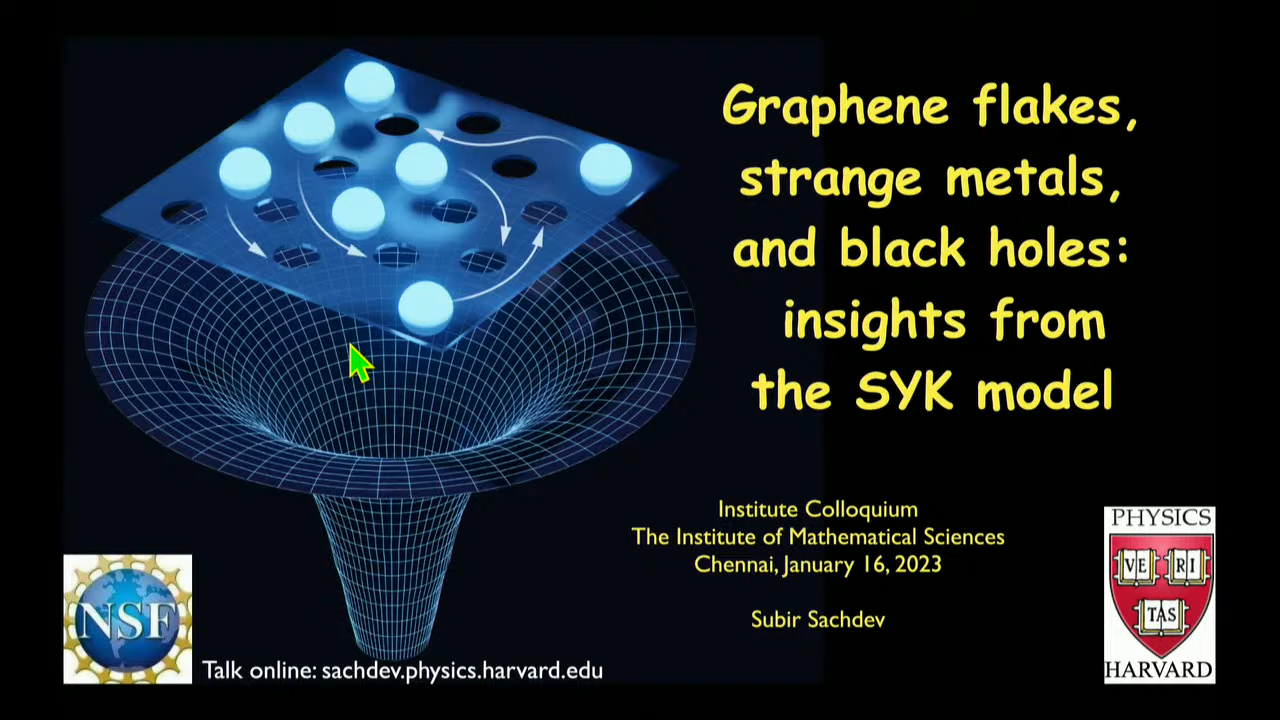 Graphene flakes,
strange metals,
and black holes:
insights from
the SYK model
Institute Colloquium
The Institute of Mathematical Sciences
Chennai, January 16, 2023
Subir Sachdev
PHYSICS
VE RI
TAS
HARVARD
NSF
Talk online: sachdev.physics.harvard.edu